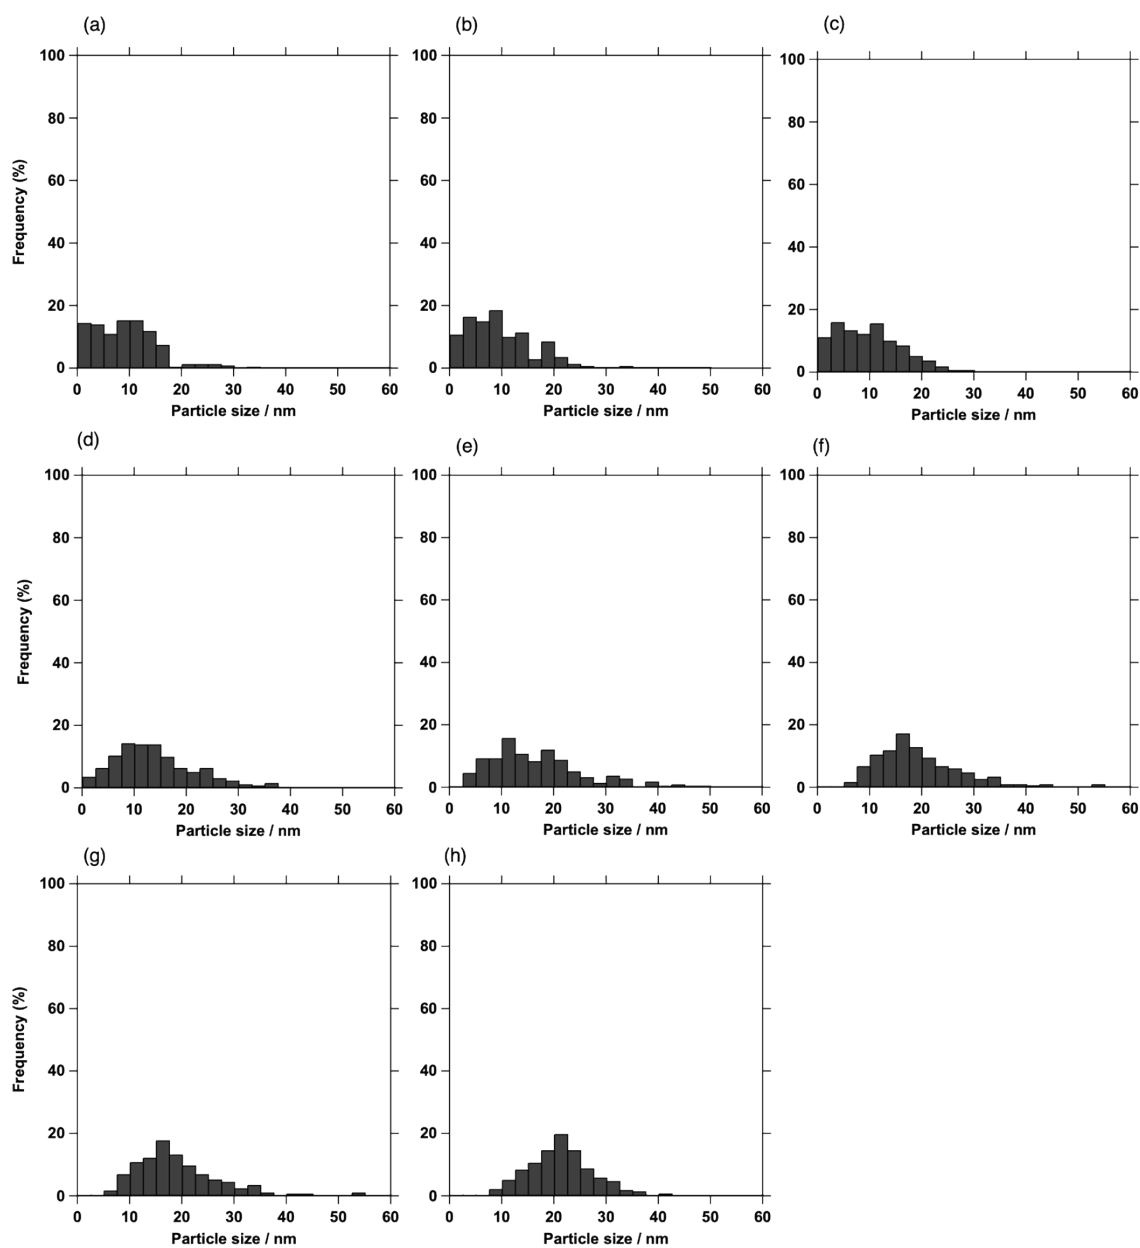 (a) (b) (c)
100 100 100
80 80 80
60 60 60
40 40 40
20 20 20
0 0 0
Frequency (%)
0 10 20 30 40 50 60 0 10 20 30 40 50 60 0 10 20 30 40 50 60
Particle size / nm Particle size / nm Particle size / nm
(d) (e) (f)
100 100 100
80 80 80
60 60 60
40 40 40
20 20 20
0 0 0
Frequency (%)
0 10 20 30 40 50 60 0 10 20 30 40 50 60 0 10 20 30 40 50 60
Particle size / nm Particle size / nm Particle size / nm
(g) (h)
100 100
80 80
60 60
40 40
20 20
0 0
Frequency (%)
0 10 20 30 40 50 60 0 10 20 30 40 50 60
Particle size / nm Particle size / nm